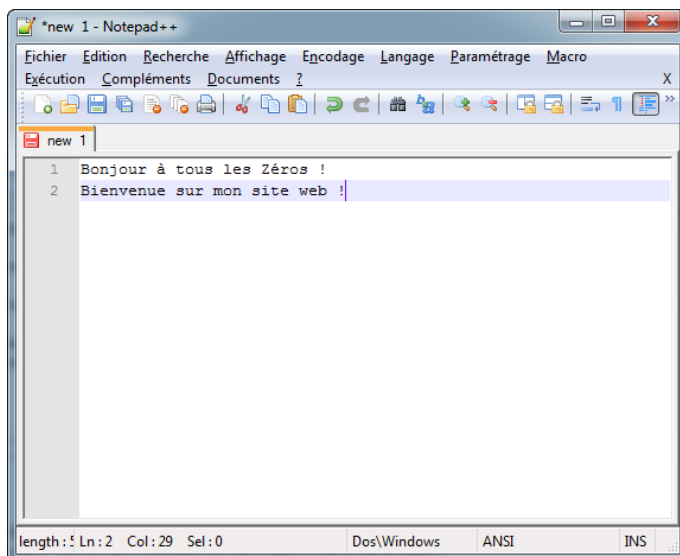 *new 1 - Notepad++
Fichier Edition Recherche Affichage Encodage Langage Paramétrage Macro
Exécution Compléments Documents ? X
new 1
1 Bonjour à tous les Zéros !
2 Bienvenue sur mon site web !
length : Ln : 2 Col : 29 Sel : 0 Dos\Windows ANSI INS